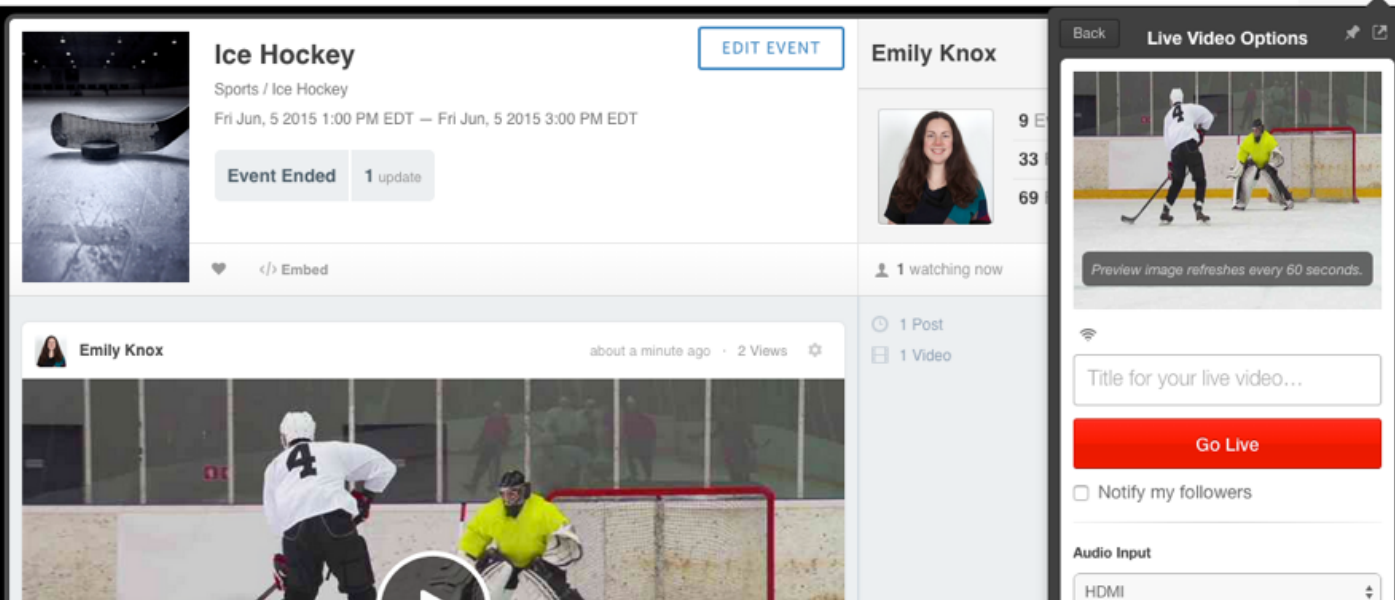 Ice Hockey
EDIT EVENT
Sports / Ice Hockey
Fri Jun, 5 2015 1:00 PM EDT — Fri Jun, 5 2015 3:00 PM EDT
Event Ended
1 update
</> Embed
Emily Knox
about a minute ago · 2 Views
4
Emily Knox
9
33
69
1 watching now
1 Post
1 Video
Back
Live Video Options
4
Preview image refreshes every 60 seconds.
Title for your live video...
Go Live
Notify my followers
Audio Input
HDMI